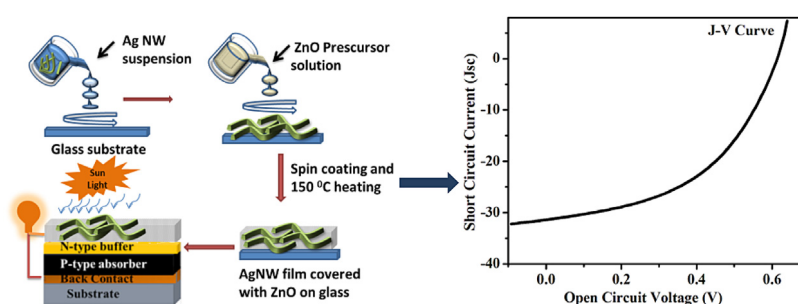 Ag NW
suspension
ZnO Prescursor
solution
Glass substrate
Spin coating and
150 ⁰C heating
Sun
Light
N-type buffer
P-type absorber
Back Contact
Substrate
AgNW film covered
with ZnO on glass
J-V Curve
Short Circuit Current (Jsc)
0
-10
-20
-30
-40
0.0
0.2
0.4
0.6
Open Circuit Voltage (V)